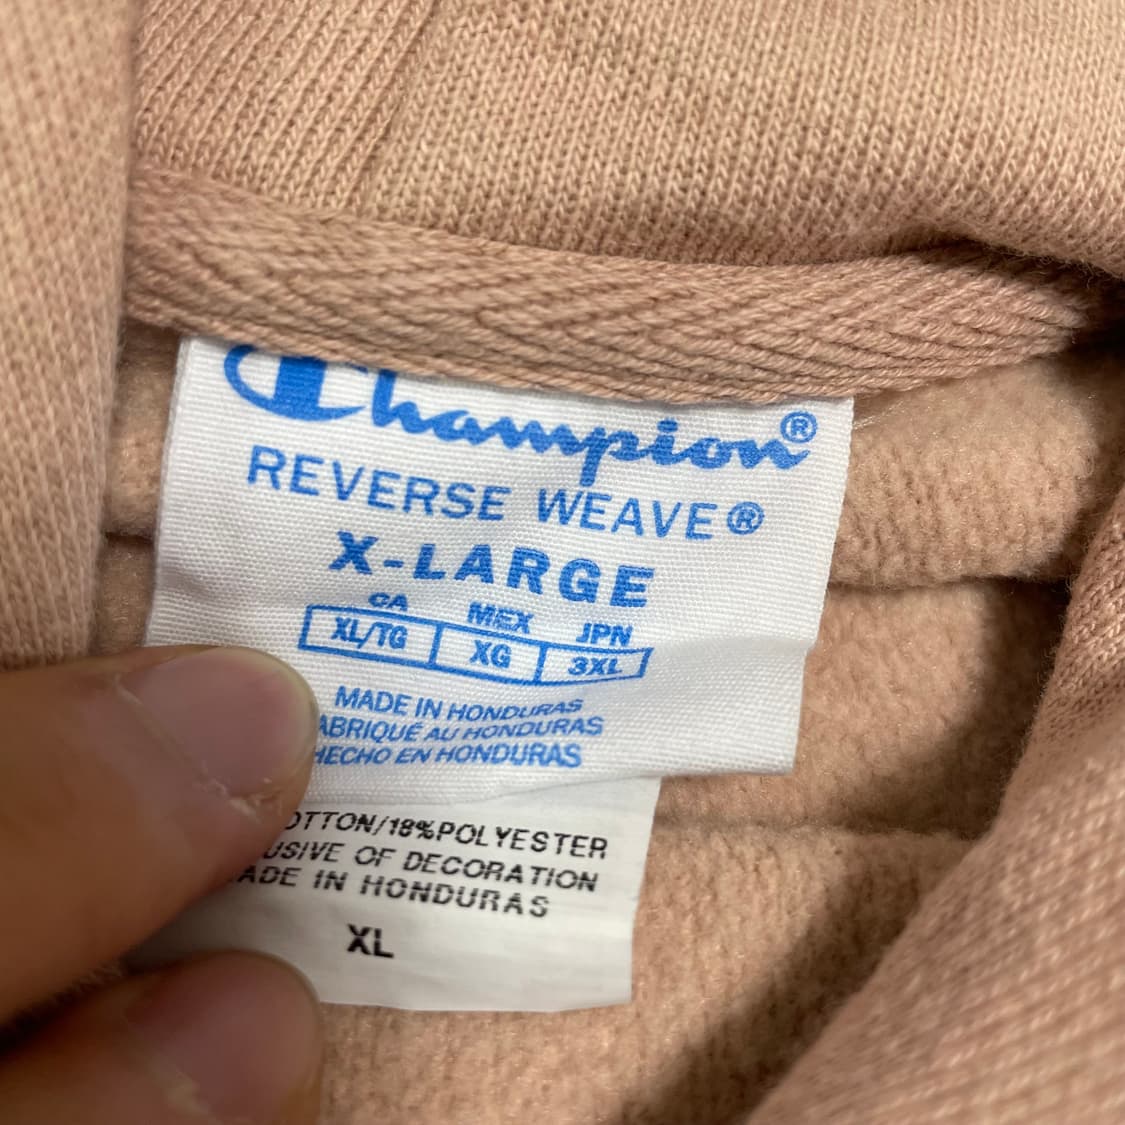 Champion®
REVERSE WEAVE®
X-LARGE
CA MEX JPN
XL/TG XG 3XL
MADE IN HONDURAS
ABRIQUÉ AU HONDURAS
HECHO EN HONDURAS
OTTON/18%POLYESTER
USIVE OF DECORATION
ADE IN HONDURAS
XL